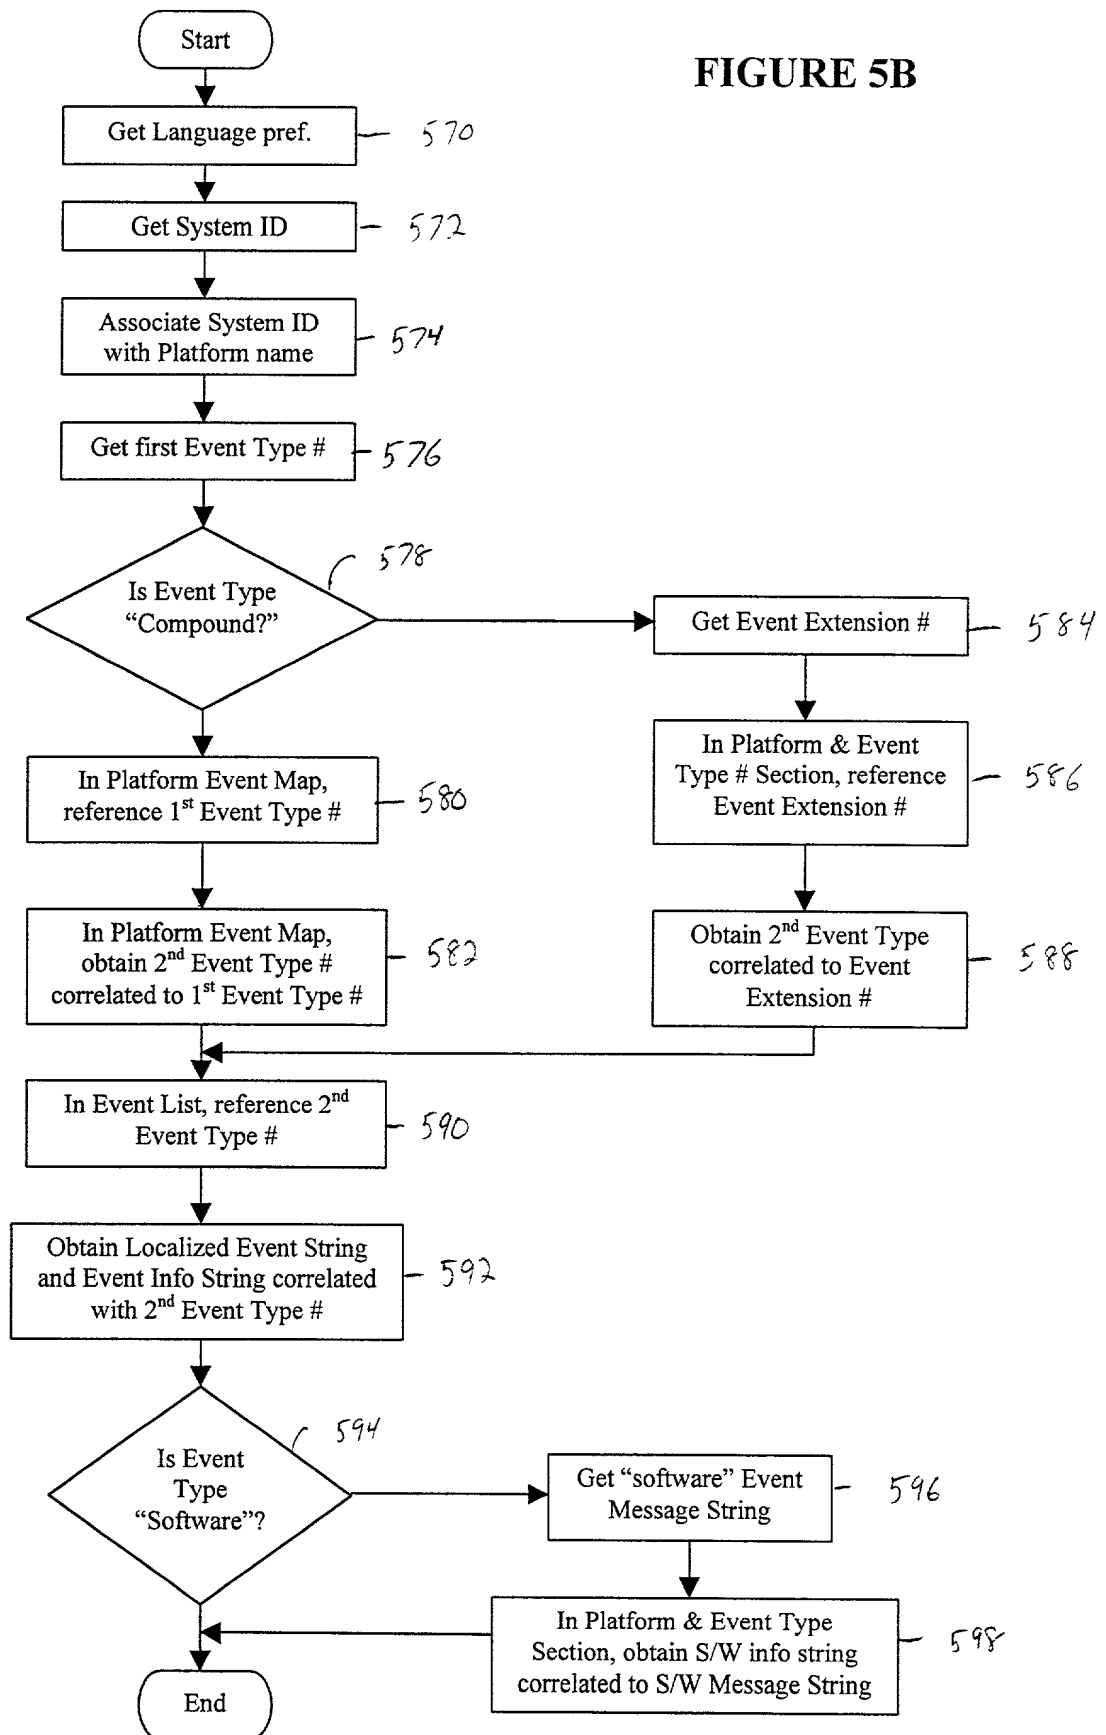 Start
FIGURE 5B
Get Language pref.
570
Get System ID
572
Associate System ID
with Platform name
574
Get first Event Type #
576
578
Is Event Type
“Compound?”
Get Event Extension #
584
In Platform & Event
Type # Section, reference
Event Extension #
586
In Platform Event Map,
reference 1st Event Type #
580
In Platform Event Map,
obtain 2nd Event Type #
correlated to 1st Event Type #
582
Obtain 2nd Event Type
correlated to Event
Extension #
588
In Event List, reference 2nd
Event Type #
590
Obtain Localized Event String
and Event Info String correlated
with 2nd Event Type #
592
594
Is Event
Type
“Software”?
Get “software” Event
Message String
596
In Platform & Event Type
Section, obtain S/W info string
correlated to S/W Message String
598
End